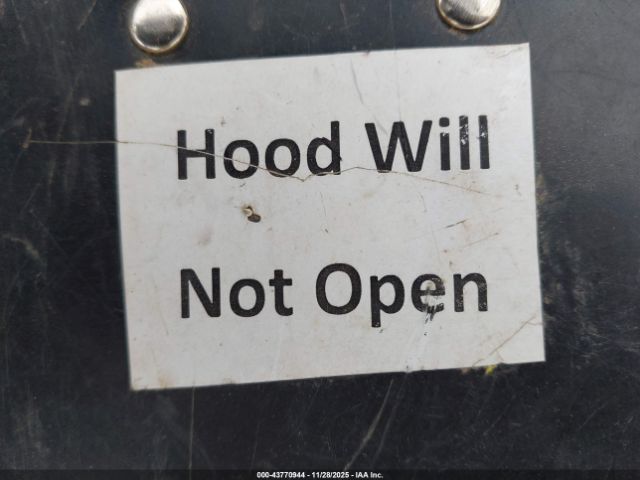 Hood Will
Not Open
000-43770944 - 11/28/2025 - IAA Inc.